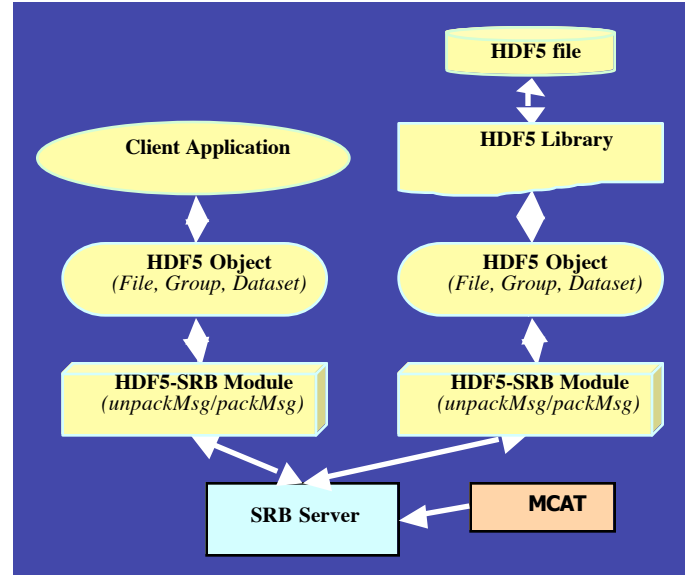 HDF5 file
Client Application
HDF5 Library
HDF5 Object
(File, Group, Dataset)
HDF5 Object
(File, Group, Dataset)
HDF5-SRB Module
(unpackMsg/packMsg)
HDF5-SRB Module
(unpackMsg/packMsg)
SRB Server
MCAT